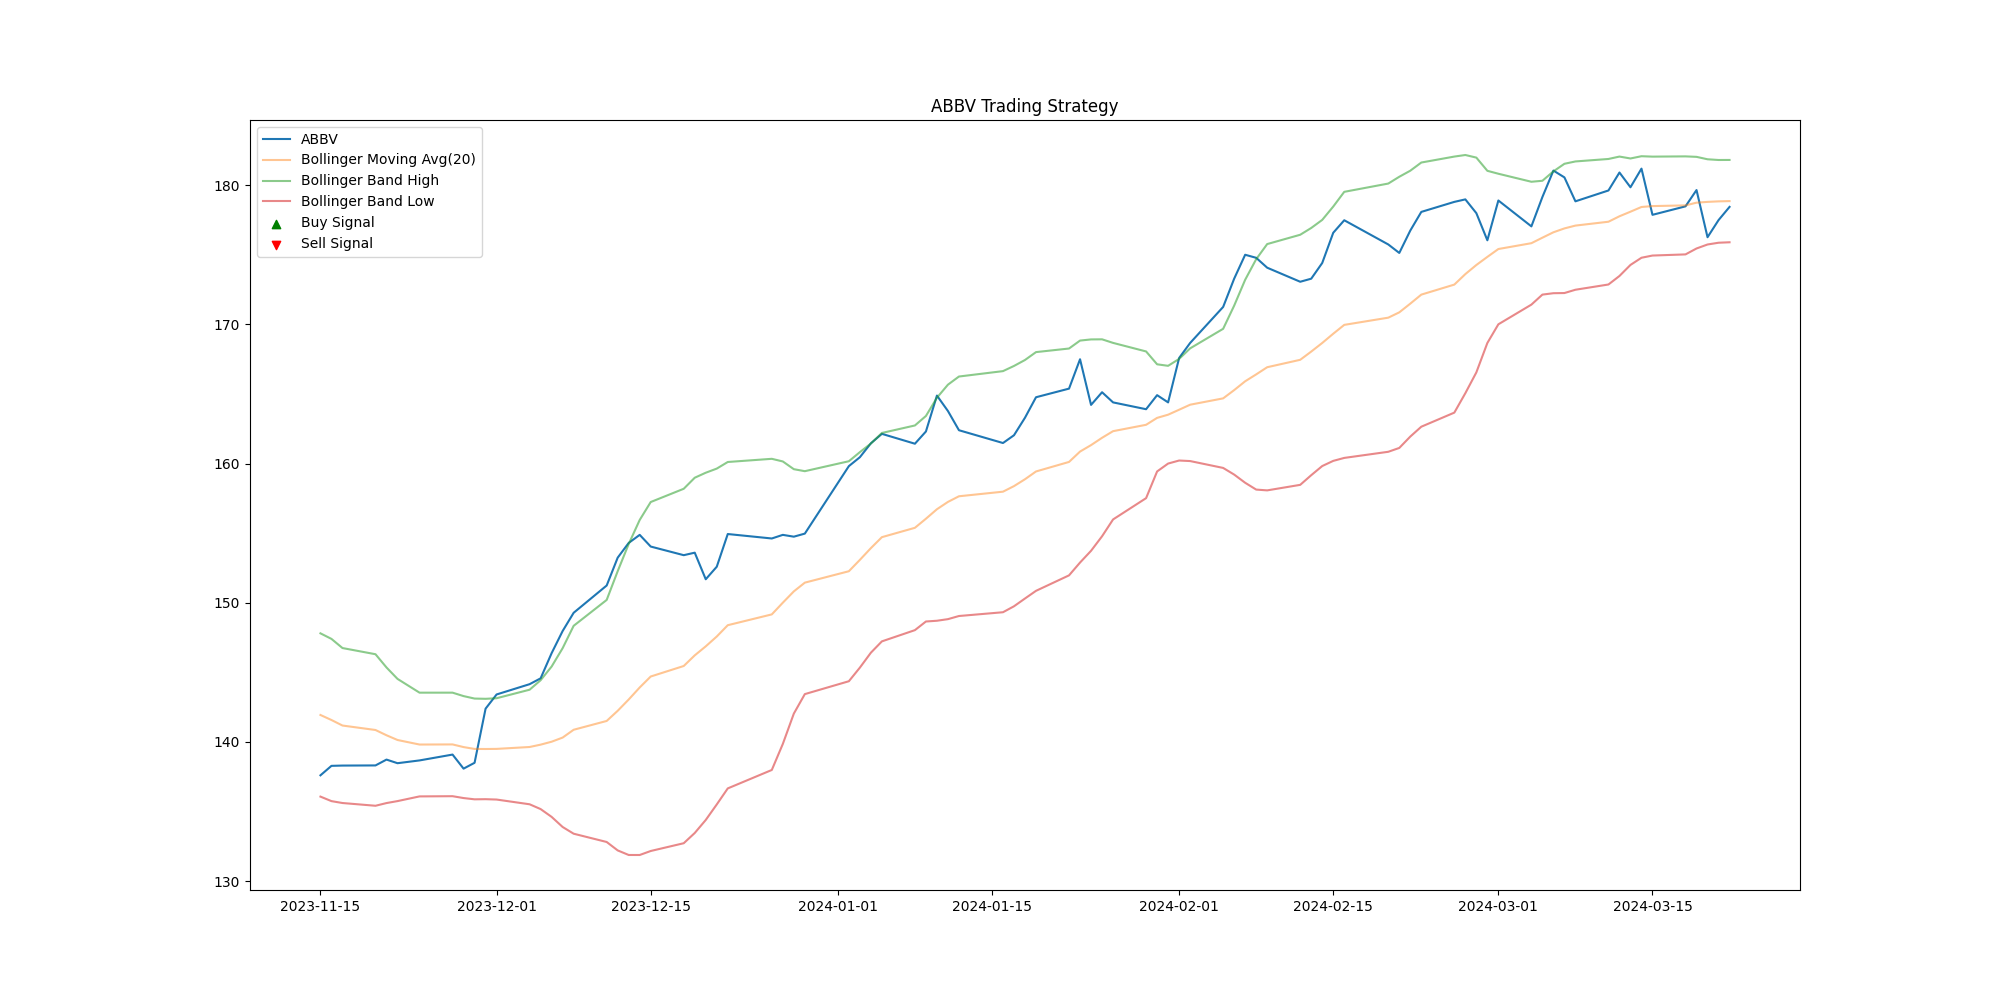 ABBV Trading Strategy
ABBV
Bollinger Moving Avg(20)
Bollinger Band High
Bollinger Band Low
Buy Signal
Sell Signal
180
170
160
150
140
130
2023-11-15 2023-12-01 2023-12-15 2024-01-01 2024-01-15 2024-02-01 2024-02-15 2024-03-01 2024-03-15